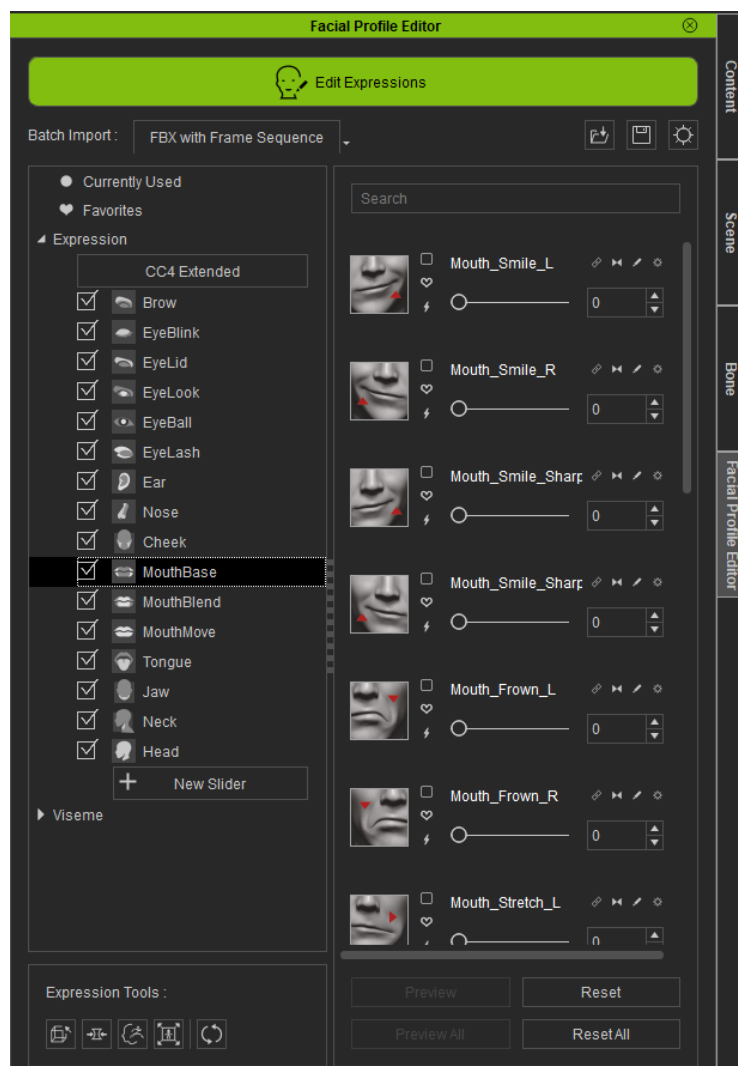 Facial Profile Editor
Edit Expressions
Batch Import :
FBX with Frame Sequence
Currently Used
Favorites
Expression
CC4 Extended
Brow
EyeBlink
EyeLid
EyeLook
EyeBall
EyeLash
Ear
Nose
Cheek
MouthBase
MouthBlend
MouthMove
Tongue
Jaw
Neck
Head
New Slider
Viseme
Expression Tools :
Search
Mouth_Smile_L
0
Mouth_Smile_R
0
Mouth_Smile_Sharp
0
Mouth_Smile_Sharp
0
Mouth_Frown_L
0
Mouth_Frown_R
0
Mouth_Stretch_L
0
Preview
Reset
Preview All
Reset All
Content
Scene
Bone
Facial Profile Editor